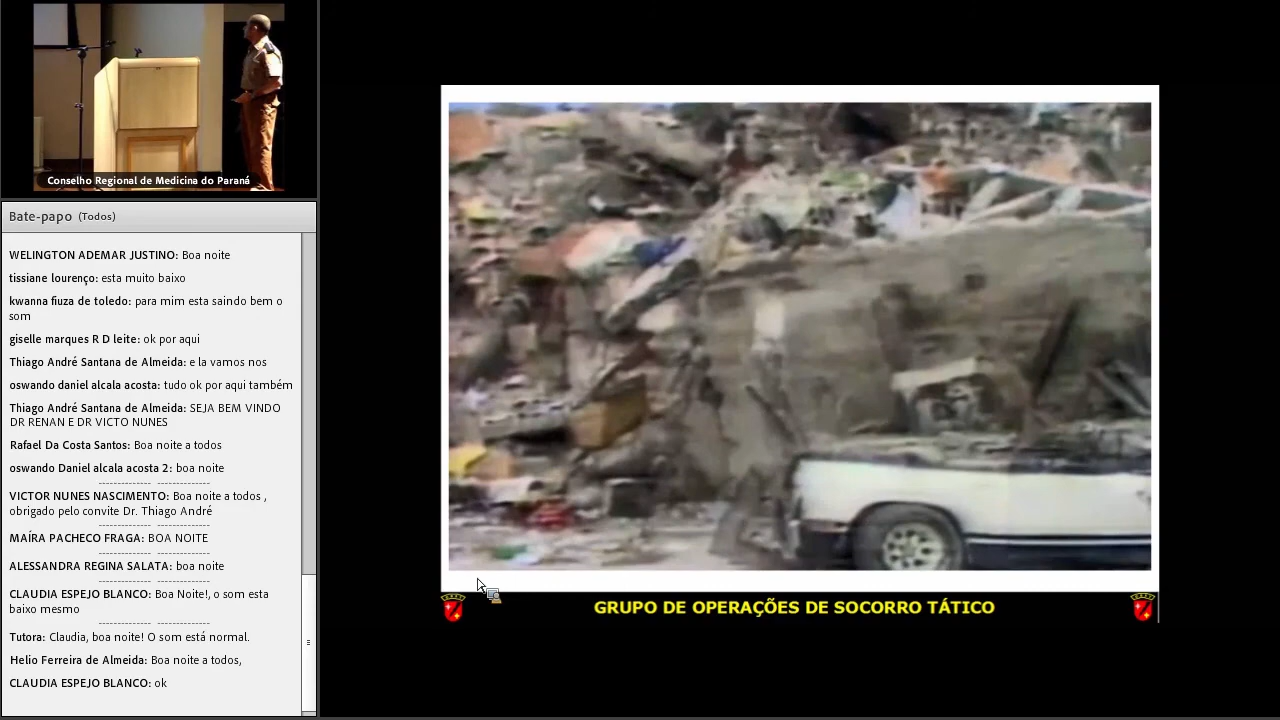 Conselho Regional de Medicina do Paraná
Bate-papo (Todos)
WELINGTON ADEMAR JUSTINO: Boa noite
tissiane lourenço: esta muito baixo
kwanna fiuza de toledo: para mim esta saindo bem o
som
giselle marques R D leite: ok por aqui
Thiago André Santana de Almeida: e la vamos nos
oswando daniel alcala acosta: tudo ok por aqui também
Thiago André Santana de Almeida: SEJA BEM VINDO
DR RENAN E DR VICTO NUNES
Rafael Da Costa Santos: Boa noite a todos
oswando Daniel alcala acosta 2: boa noite
-------------- --------------
VICTOR NUNES NASCIMENTO: Boa noite a todos ,
obrigado pelo convite Dr. Thiago André
-------------- --------------
MAÍRA PACHECO FRAGA: BOA NOITE
-------------- --------------
ALESSANDRA REGINA SALATA: boa noite
-------------- --------------
CLAUDIA ESPEJO BLANCO: Boa Noite!, o som esta
baixo mesmo
-------------- --------------
Tutora: Claudia, boa noite! O som está normal.
Helio Ferreira de Almeida: Boa noite a todos,
CLAUDIA ESPEJO BLANCO: ok
GRUPO DE OPERAÇÕES DE SOCORRO TÁTICO